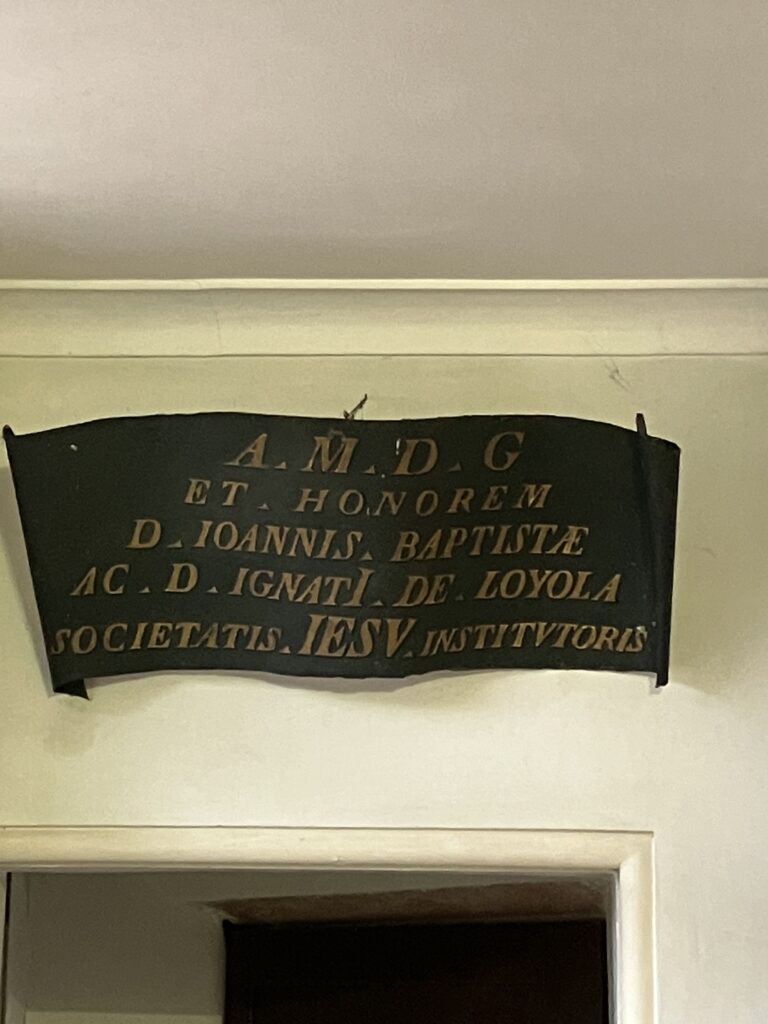 A . M . D . G
ET . HONOREM
D . IOANNIS . BAPTISTÆ
AC . D . IGNATI . DE . LOYOLA
SOCIETATIS . IESV . INSTITVTORIS